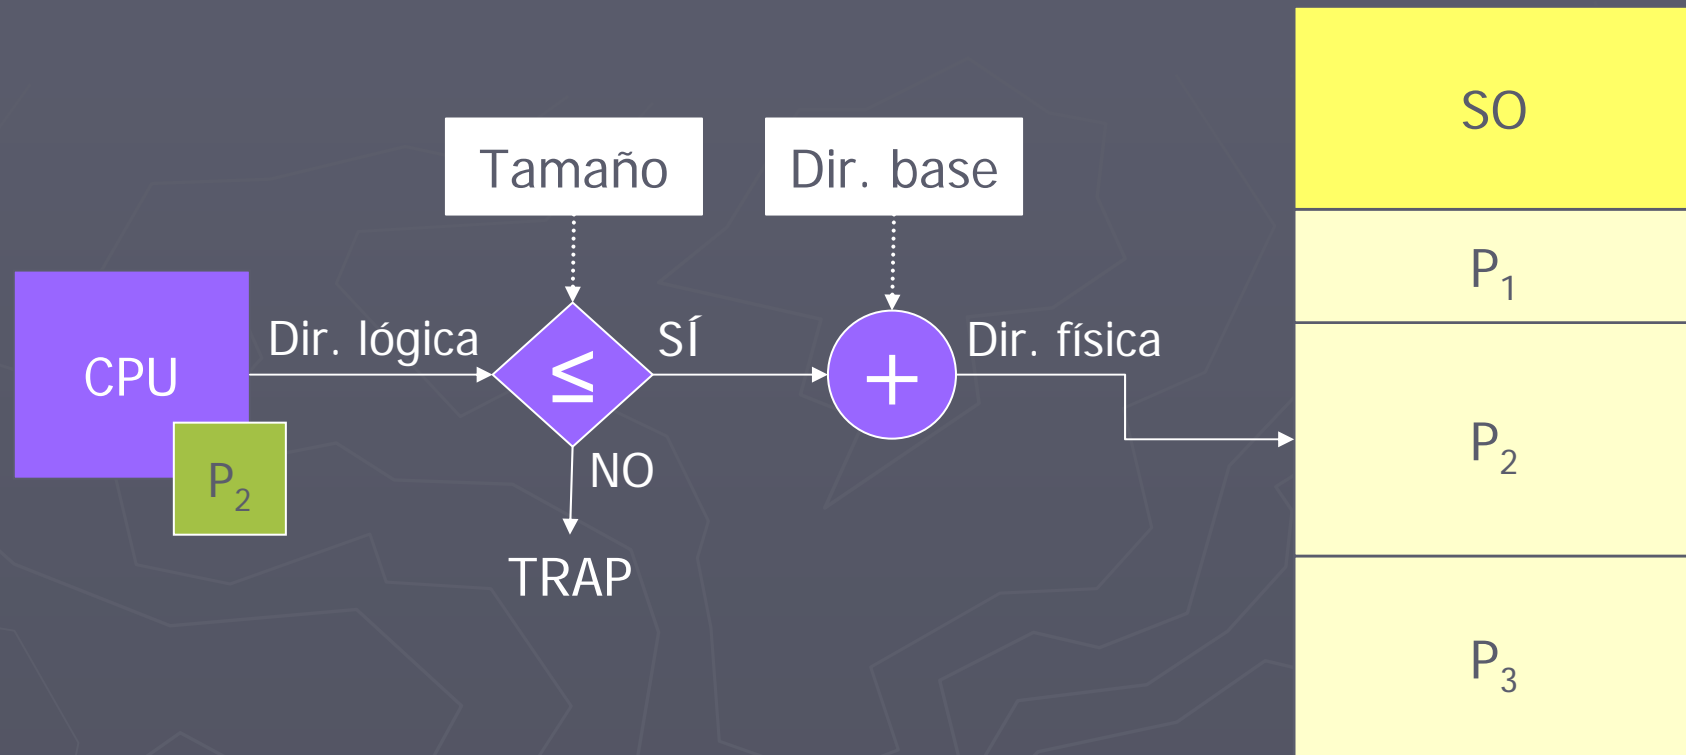 SO
Tamaño
Dir. base
P1
Dir. lógica
SÍ
Dir. física
CPU
≤
+
P2
P2
NO
TRAP
P3